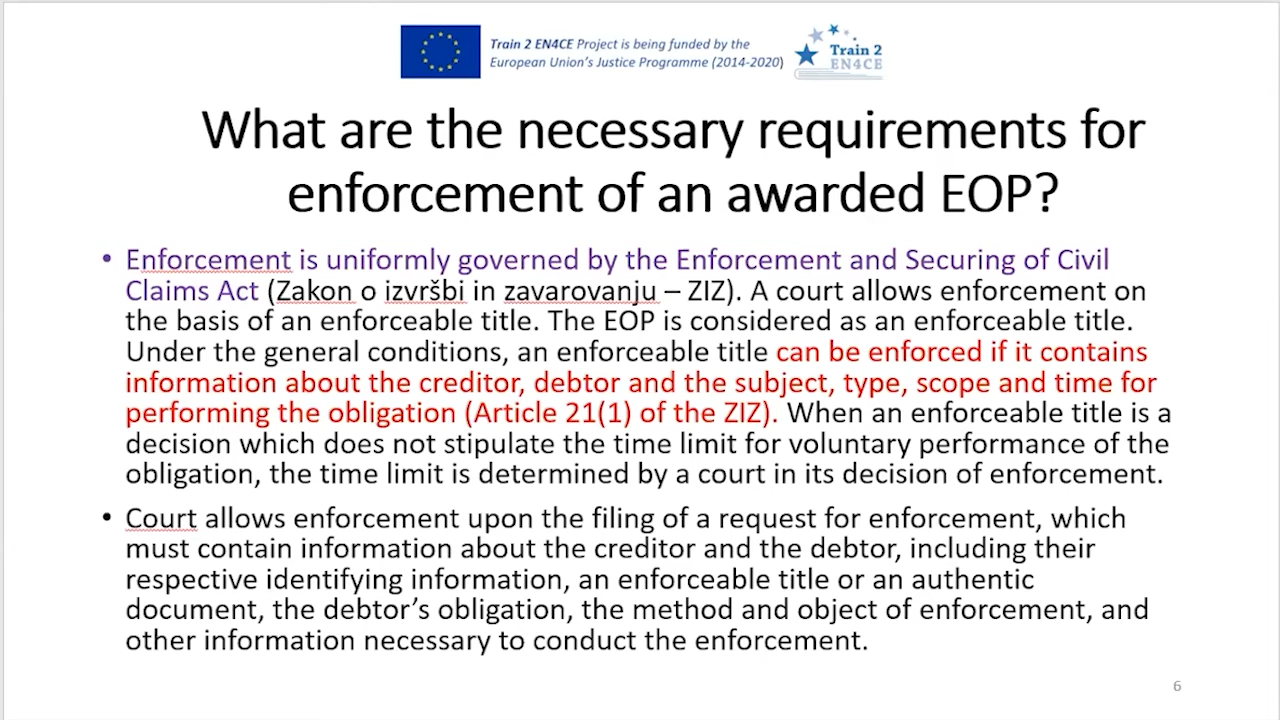 Train 2 EN4CE Project is being funded by the
European Union's Justice Programme (2014-2020)
Train 2
EN4CE
What are the necessary requirements for
enforcement of an awarded EOP?
• Enforcement is uniformly governed by the Enforcement and Securing of Civil
Claims Act (Zakon o izvršbi in zavarovanju – ZIZ). A court allows enforcement on
the basis of an enforceable title. The EOP is considered as an enforceable title.
Under the general conditions, an enforceable title can be enforced if it contains
information about the creditor, debtor and the subject, type, scope and time for
performing the obligation (Article 21(1) of the ZIZ). When an enforceable title is a
decision which does not stipulate the time limit for voluntary performance of the
obligation, the time limit is determined by a court in its decision of enforcement.
• Court allows enforcement upon the filing of a request for enforcement, which
must contain information about the creditor and the debtor, including their
respective identifying information, an enforceable title or an authentic
document, the debtor's obligation, the method and object of enforcement, and
other information necessary to conduct the enforcement.
6